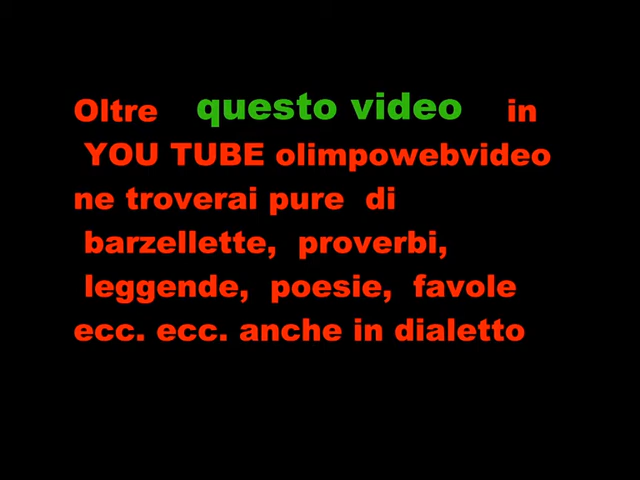 Oltre questo video in
YOU TUBE olimpowebvideo
ne troverai pure di
barzellette, proverbi,
leggende, poesie, favole
ecc. ecc. anche in dialetto